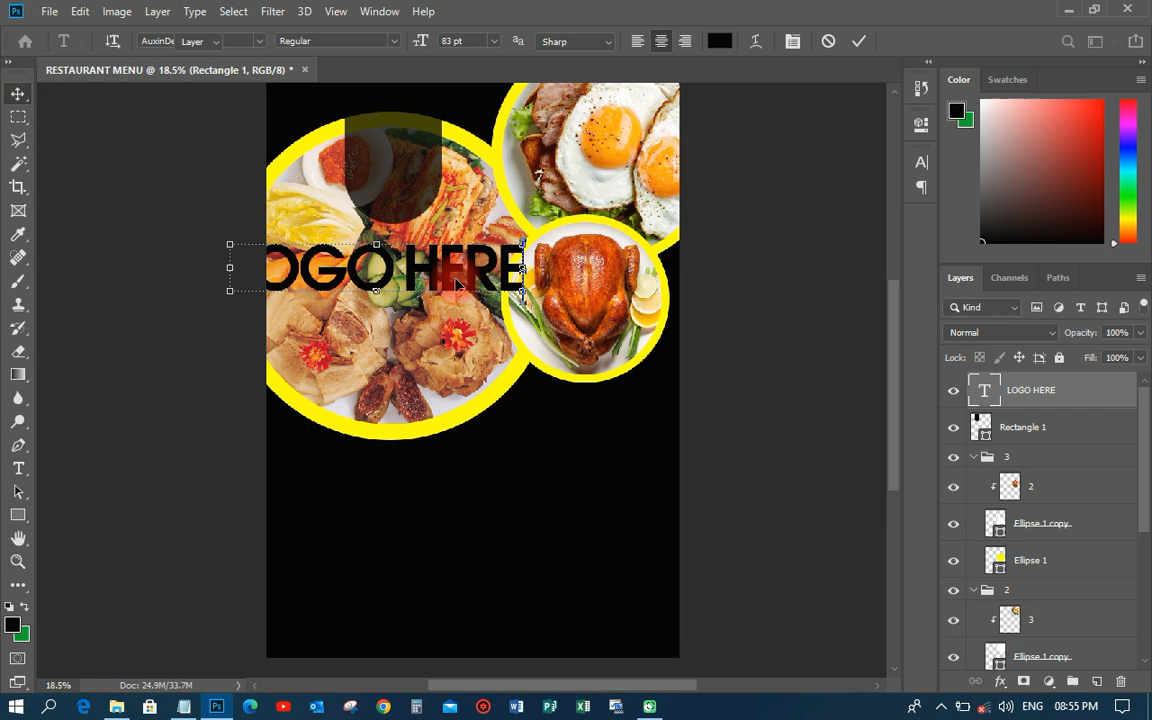 Ps File Edit Image Layer Type Select Filter 3D View Window Help
T AuxinDe Layer Regular 83 pt Sharp
RESTAURANT MENU @ 18.5% (Rectangle 1, RGB/8) * ×
LOGO HERE
Color Swatches
Layers Channels Paths
Kind
Normal Opacity: 100%
Lock: Fill: 100%
T LOGO HERE
Rectangle 1
3
2
Ellipse 1 copy
Ellipse 1
2
3
Ellipse 1 copy
18.5% Doc: 24.9M/33.7M
ENG 08:55 PM